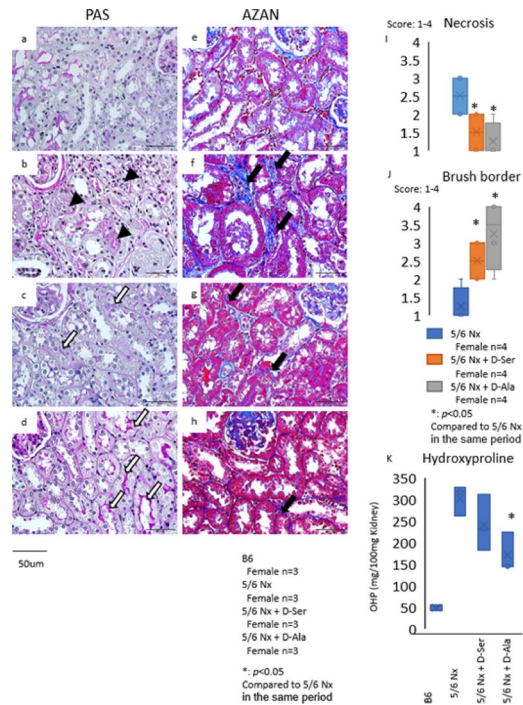 PAS
AZAN
a
b
c
d
e
f
g
h
50um
B6
Female n=3
5/6 Nx
Female n=3
5/6 Nx + D-Ser
Female n=3
5/6 Nx + D-Ala
Female n=3
*: p<0.05
Compared to 5/6 Nx
in the same period
Score: 1-4
Necrosis
I
4
3.5
3
2.5
2
1.5
1
*
*
J
Brush border
Score: 1-4
4
3.5
3
2.5
2
1.5
1
*
*
5/6 Nx
Female n=4
5/6 Nx + D-Ser
Female n=4
5/6 Nx + D-Ala
Female n=4
*: p<0.05
Compared to 5/6 Nx
in the same period
K
Hydroxyproline
OHP (mg/100mg Kidney)
350
300
250
200
150
100
50
0
*
B6
5/6 Nx
5/6 Nx + D-Ser
5/6 Nx + D-Ala